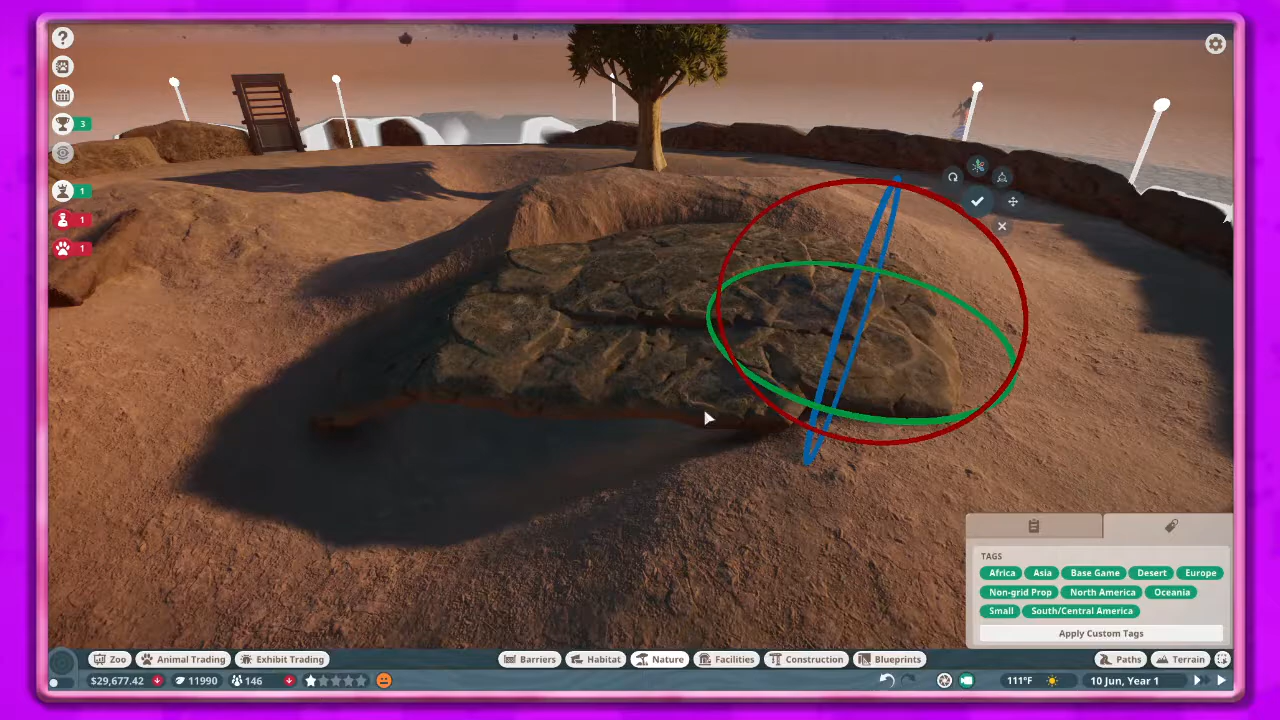 ?
3
1
1
1
TAGS
Africa Asia Base Game Desert Europe
Non-grid Prop North America Oceania
Small South/Central America
Apply Custom Tags
Zoo Animal Trading Exhibit Trading Barriers Habitat Nature Facilities Construction Blueprints Paths Terrain
$29,677.42 11990 146 111°F 10 Jun, Year 1